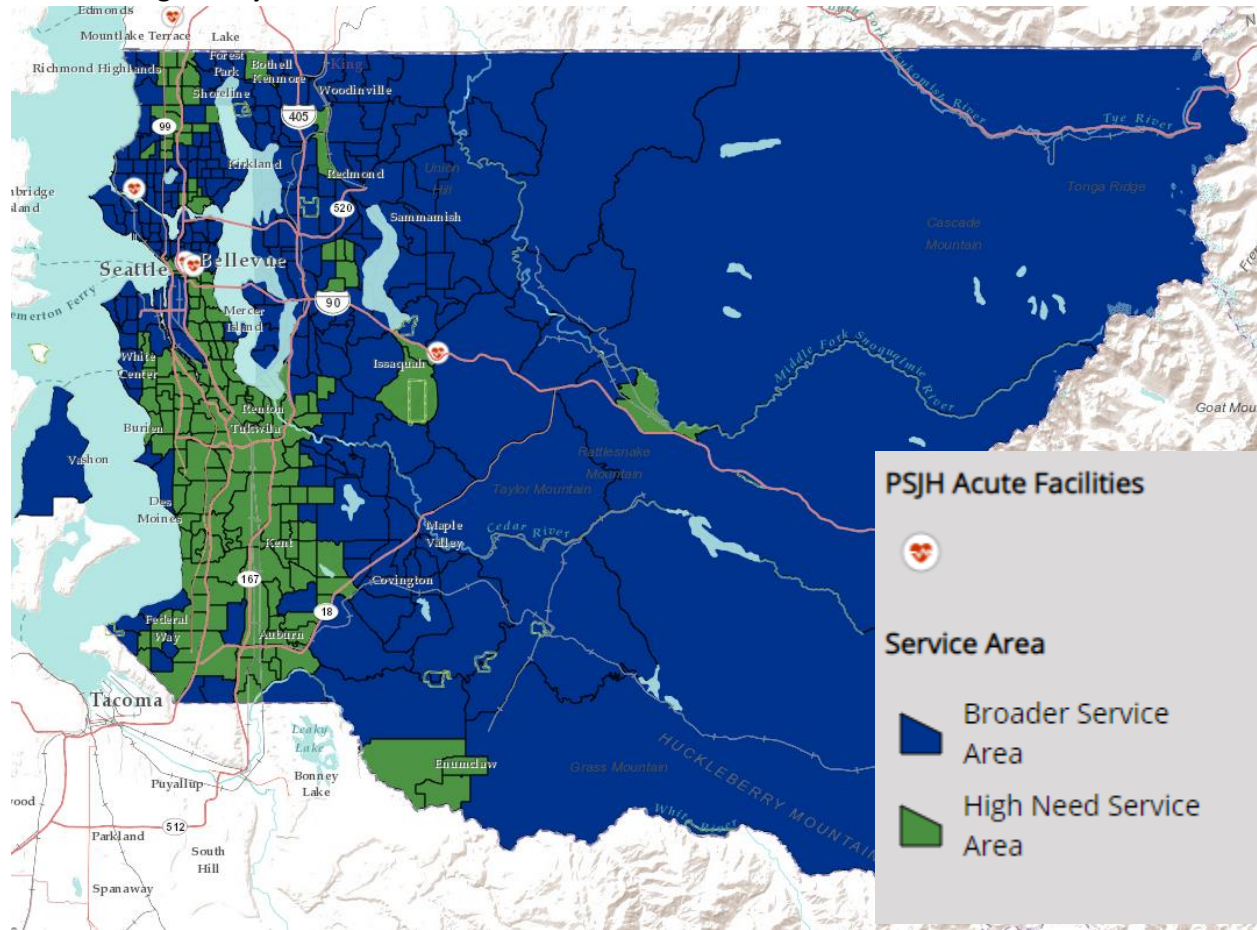 Edmonds
Mountlake Terrace
Lake
Forest
Park
Bothell
Kenmore
King
Richmond Highlands
Woodinville
Shoreline
99
405
Kirkland
Redmond
Union
Hill
520
Sammamish
Seattle
Bellevue
90
Mercer
Island
White
Center
Issaquah
Renton
Tukwila
Burien
Vashon
Des
Moines
Kent
167
Maple
Valley
Covington
18
Federal
Way
Auburn
Tacoma
Leaky
Lake
Puyallup
Bonney
Lake
Enumclaw
512
Parkland
South
Hill
Spanaway
Tye River
Tonga Ridge
Cascade
Mountain
Middle Fork Snoqualmie River
Rattlesnake
Mountain
Taylor Mountain
Cedar River
Grass Mountain
HUCKLEBERRY MOUNTAIN
White River
PSJH Acute Facilities
Service Area
Broader Service
Area
High Need Service
Area